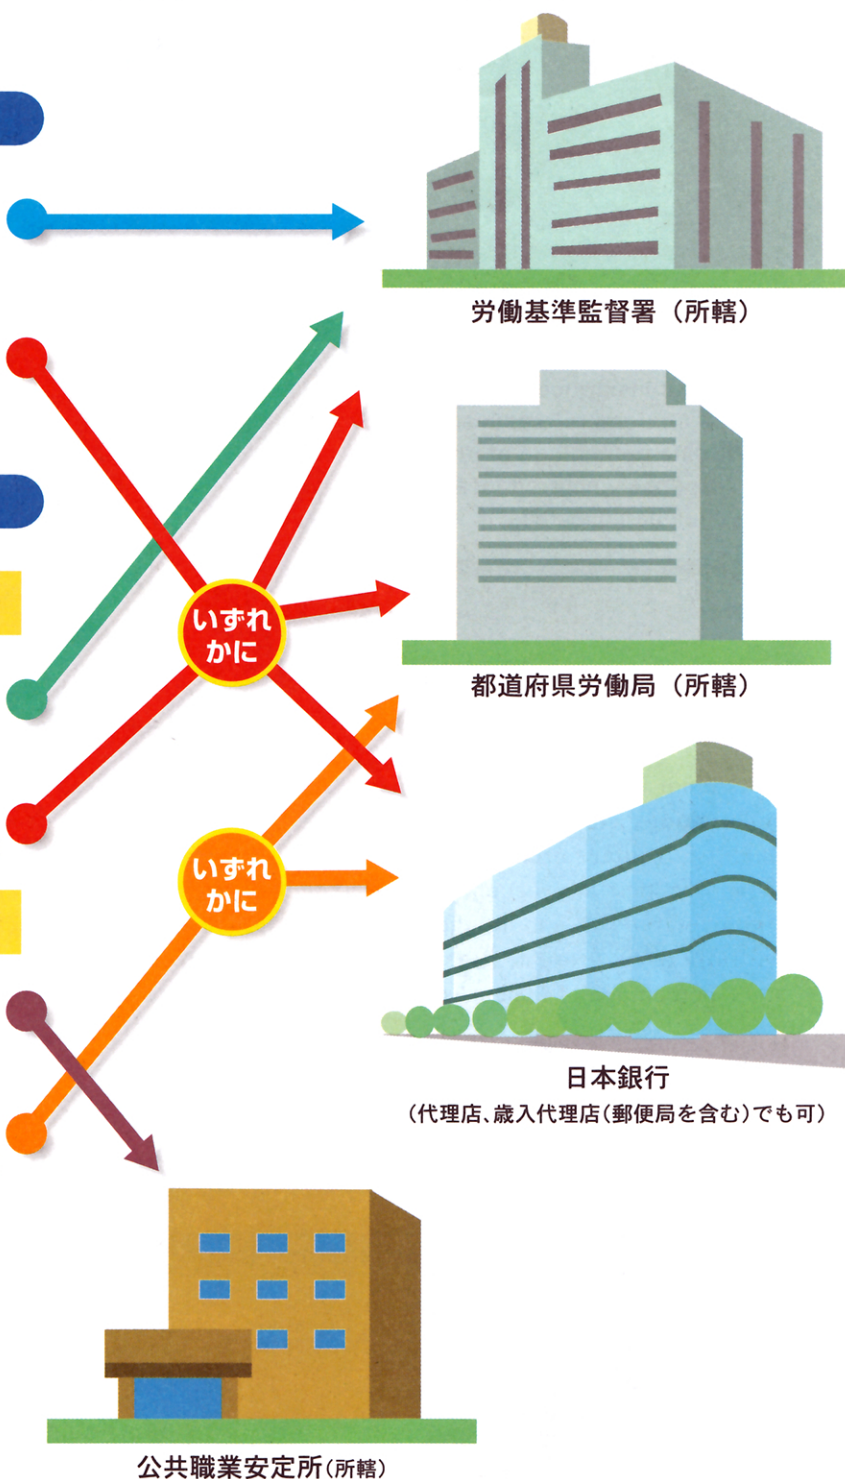 労働基準監督署（所轄）
いずれ
かに
都道府県労働局（所轄）
いずれ
かに
日本銀行
（代理店、歳入代理店（郵便局を含む）でも可）
公共職業安定所（所轄）